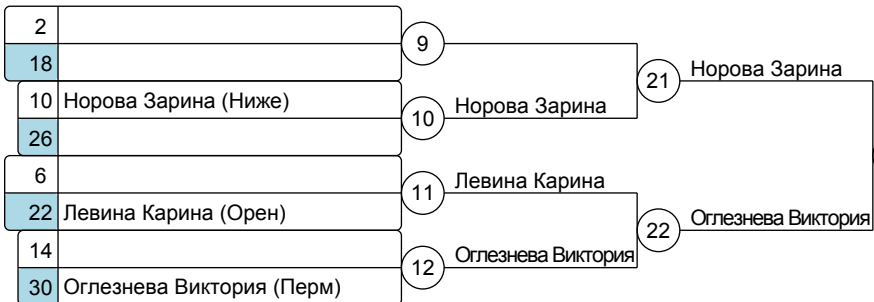 2
18
9
10 Норова Зарина (Ниже)
26
10
Норова Зарина
21
Норова Зарина
6
22 Левина Карина (Орен)
11
Левина Карина
14
30 Оглезнева Виктория (Перм)
12
Оглезнева Виктория
22
Оглезнева Виктория